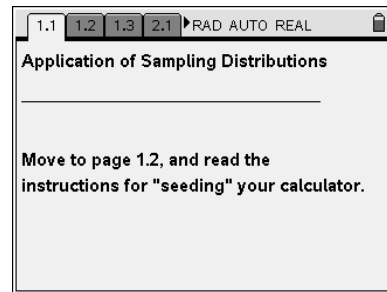 1.1 1.2 1.3 2.1 RAD AUTO REAL
Application of Sampling Distributions
Move to page 1.2, and read the
instructions for "seeding" your calculator.